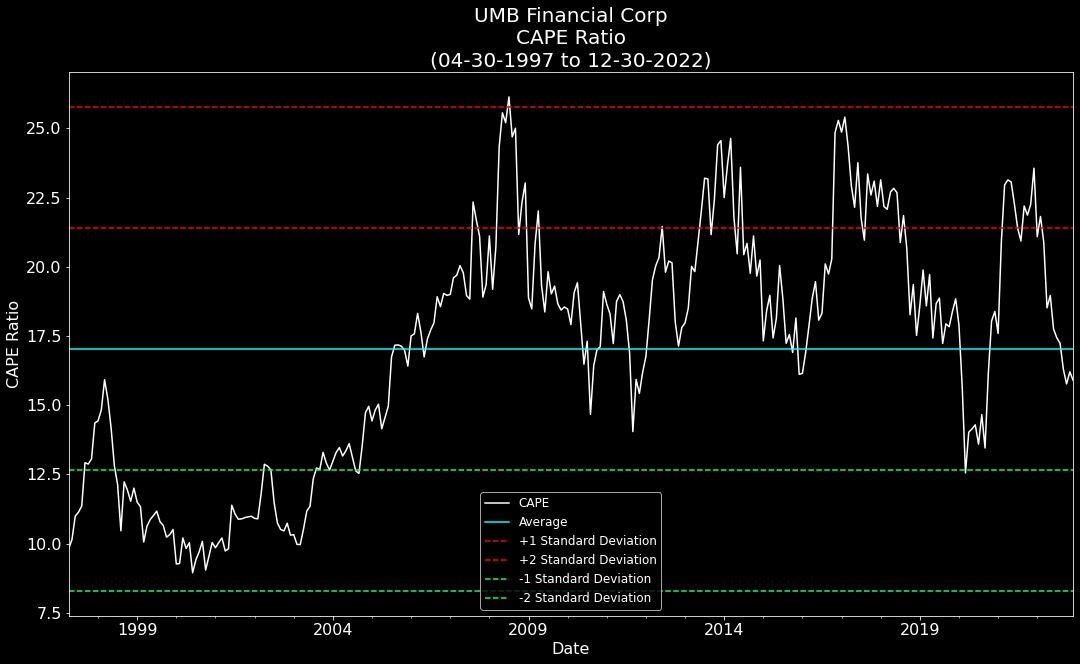 UMB Financial Corp
CAPE Ratio
(04-30-1997 to 12-30-2022)
CAPE Ratio
25.0
22.5
20.0
17.5
15.0
12.5
10.0
7.5
CAPE
Average
+1 Standard Deviation
+2 Standard Deviation
-1 Standard Deviation
-2 Standard Deviation
1999
2004
2009
2014
2019
Date